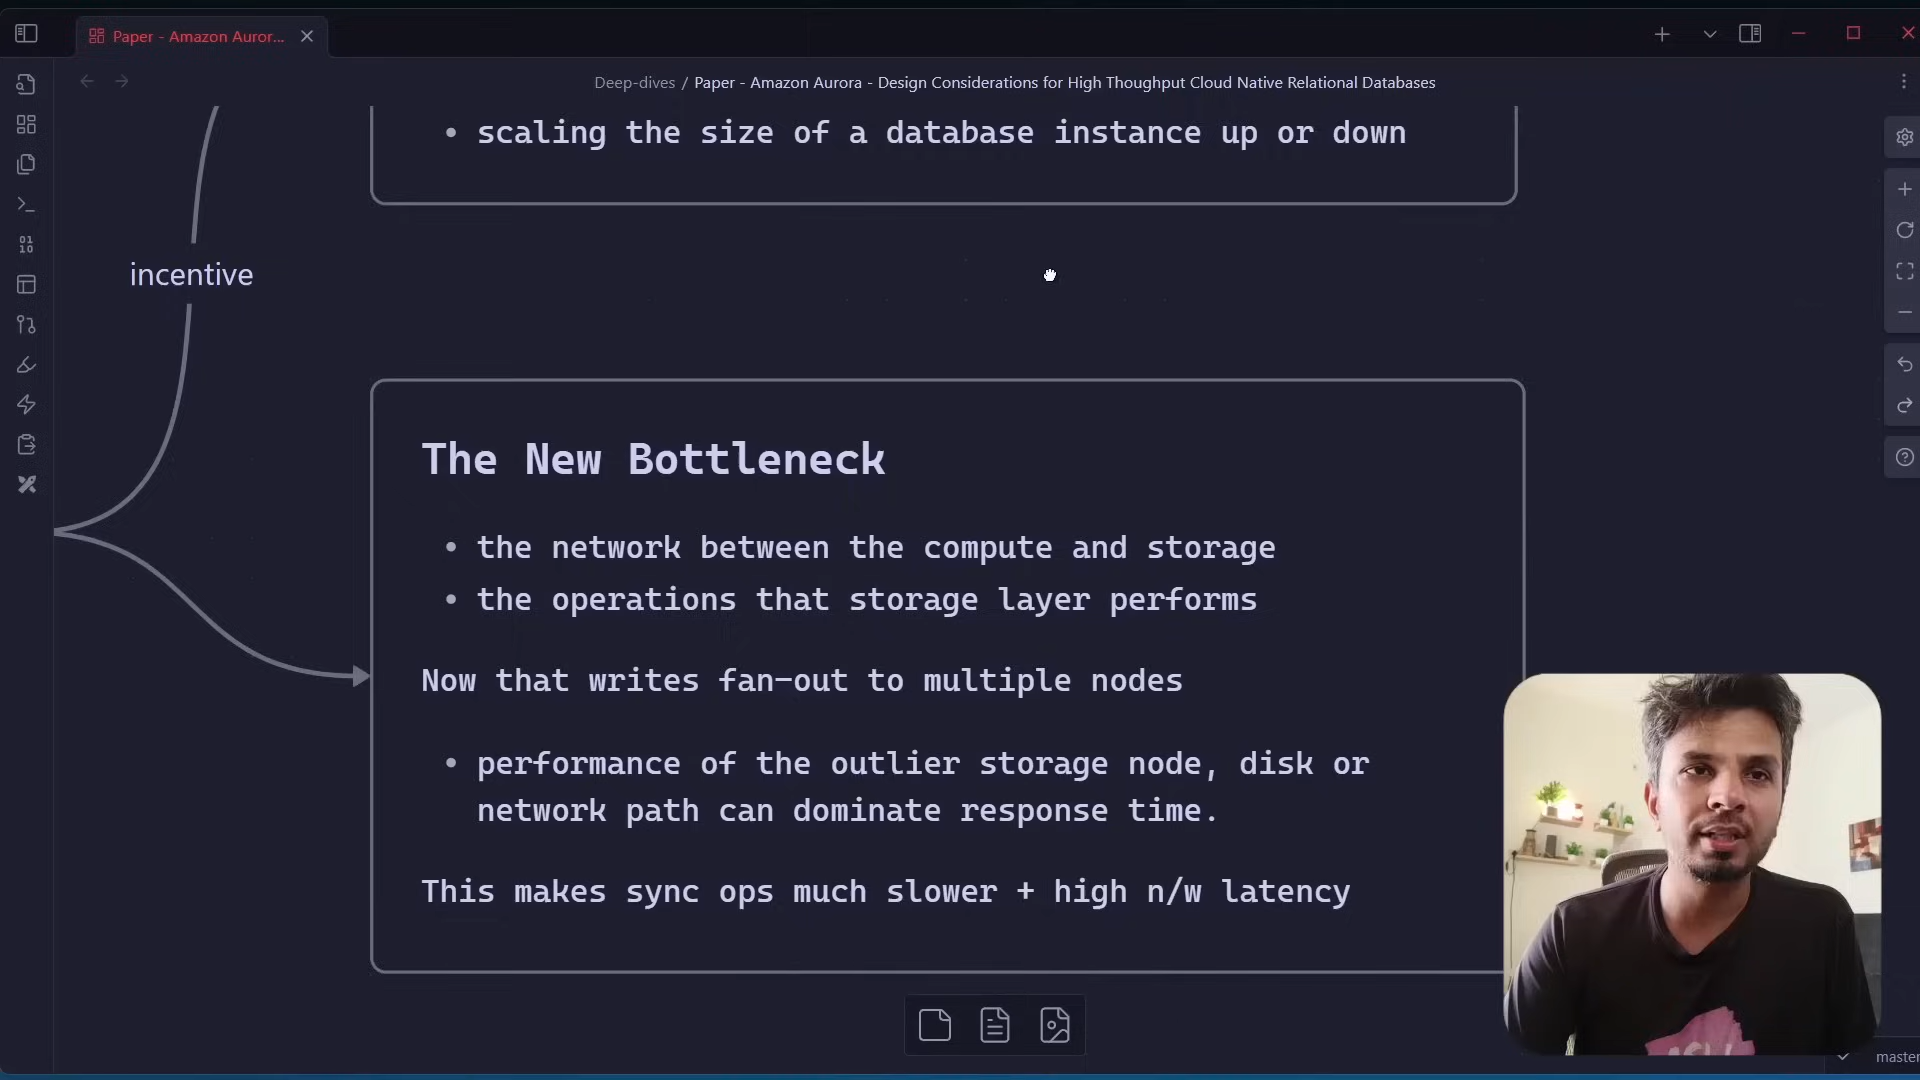 Paper - Amazon Auror...
Deep-dives / Paper - Amazon Aurora - Design Considerations for High Thoughput Cloud Native Relational Databases
• scaling the size of a database instance up or down
incentive
The New Bottleneck
• the network between the compute and storage
• the operations that storage layer performs
Now that writes fan-out to multiple nodes
• performance of the outlier storage node, disk or
network path can dominate response time.
This makes sync ops much slower + high n/w latency
master